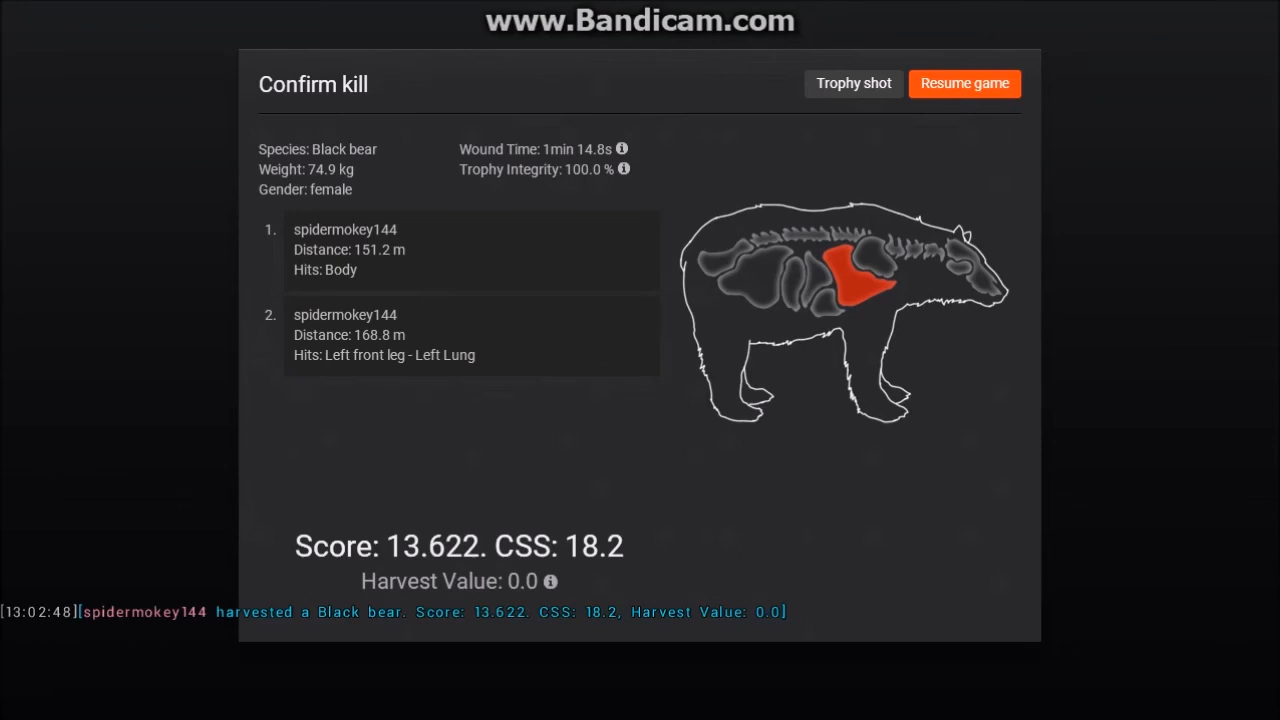 www.Bandicam.com
Confirm kill
Trophy shot
Resume game
Species: Black bear
Weight: 74.9 kg
Gender: female
Wound Time: 1min 14.8s
Trophy Integrity: 100.0 %
1. spidermokey144
Distance: 151.2 m
Hits: Body
2. spidermokey144
Distance: 168.8 m
Hits: Left front leg - Left Lung
Score: 13.622. CSS: 18.2
Harvest Value: 0.0
[13:02:48][spidermokey144 harvested a Black bear. Score: 13.622. CSS: 18.2, Harvest Value: 0.0]